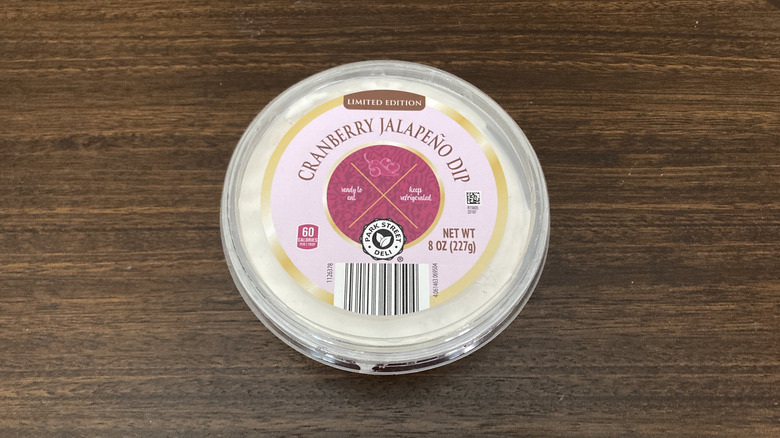 LIMITED EDITION
CRANBERRY JALAPEÑO DIP
ready to
eat
keep
refrigerated
60
CALORIES
PARK STREET
DELI
®
NET WT
8 OZ (227g)
1126378